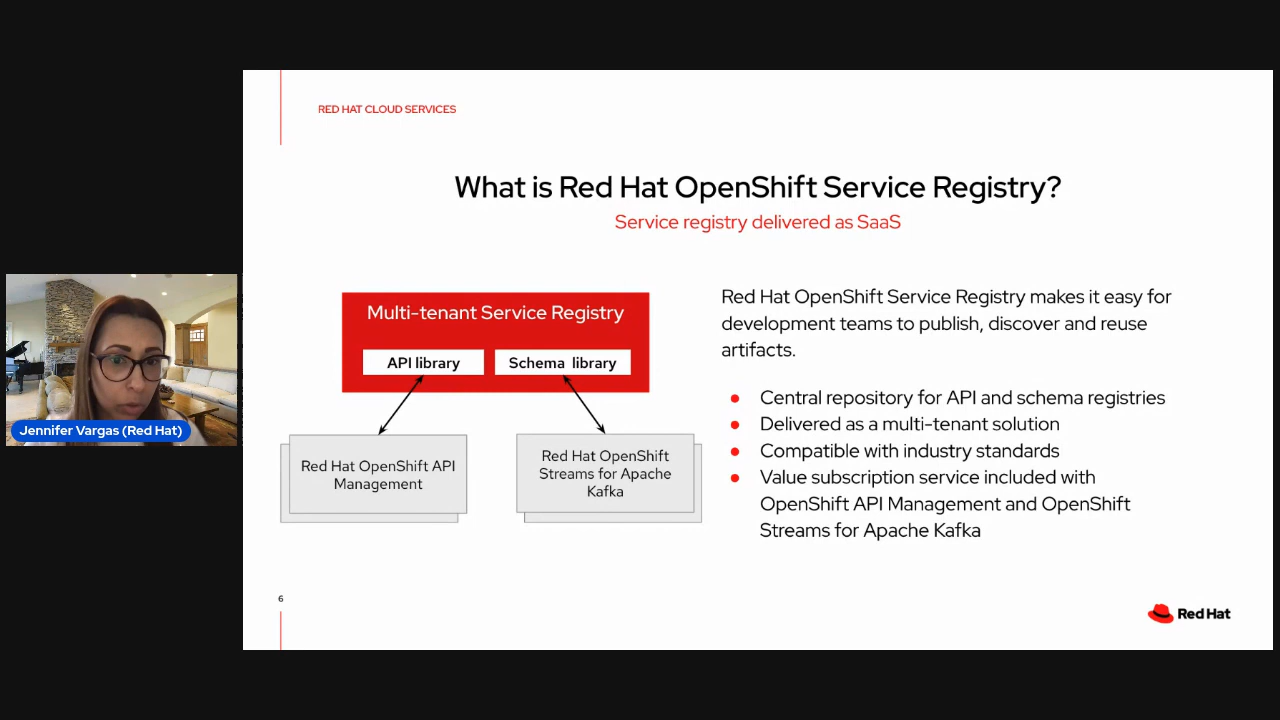 RED HAT CLOUD SERVICES
What is Red Hat OpenShift Service Registry?
Service registry delivered as SaaS
Multi-tenant Service Registry
API library
Schema library
Red Hat OpenShift API
Management
Red Hat OpenShift
Streams for Apache
Kafka
Red Hat OpenShift Service Registry makes it easy for
development teams to publish, discover and reuse
artifacts.
● Central repository for API and schema registries
● Delivered as a multi-tenant solution
● Compatible with industry standards
● Value subscription service included with
OpenShift API Management and OpenShift
Streams for Apache Kafka
Jennifer Vargas (Red Hat)
6
Red Hat